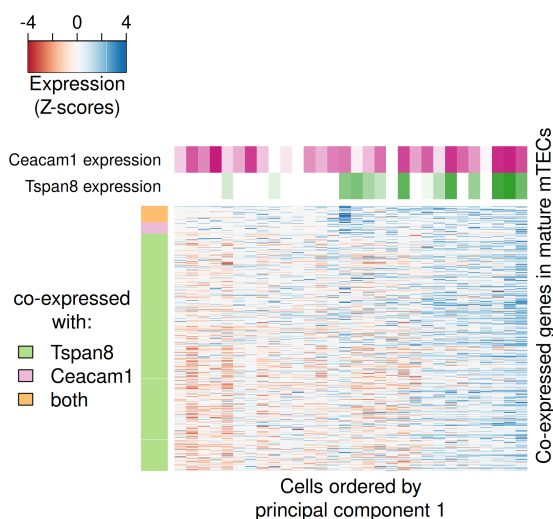 -4 0 4
Expression
(Z-scores)
Ceacam1 expression
Tspan8 expression
co-expressed
with:
Tspan8
Ceacam1
both
Co-expressed genes in mature mTECs
Cells ordered by
principal component 1